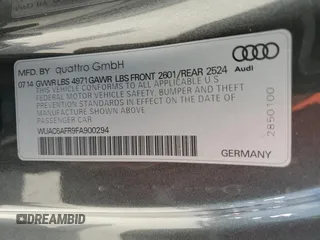 MFD. BY quattro GmbH
07 14 GVWR LBS 4971 GAWR LBS FRONT 2601/REAR 2524
THIS VEHICLE CONFORMS TO ALL APPLICABLE
FEDERAL MOTOR VEHICLE SAFETY, BUMPER,
AND THEFT PREVENTION STANDARDS IN EFFECT
ON THE DATE OF MANUFACTURE SHOWN ABOVE
PASSENGER CAR
WUAC6AFR9FA900294
Audi
2850100
GERMANY
DREAMBID